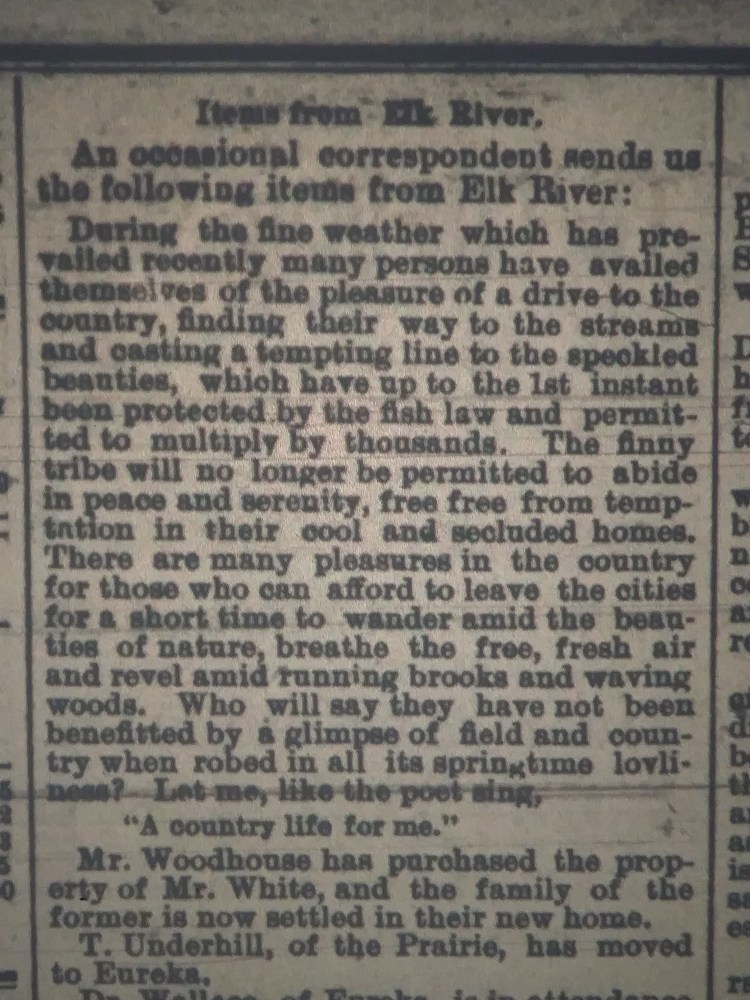 Items from Elk River.
An occasional correspondent sends us
the following items from Elk River:
During the fine weather which has pre-
vailed recently many persons have availed
themselves of the pleasure of a drive to the
country, finding their way to the streams
and casting a tempting line to the speckled
beauties, which have up to the 1st instant
been protected by the fish law and permit-
ted to multiply by thousands. The finny
tribe will no longer be permitted to abide
in peace and serenity, free free from temp-
tation in their cool and secluded homes.
There are many pleasures in the country
for those who can afford to leave the cities
for a short time to wander amid the beau-
ties of nature, breathe the free, fresh air
and revel amid running brooks and waving
woods. Who will say they have not been
benefitted by a glimpse of field and coun-
try when robed in all its springtime lovli-
ness? Let me, like the poet sing,
"A country life for me."
Mr. Woodhouse has purchased the prop-
erty of Mr. White, and the family of the
former is now settled in their new home.
T. Underhill, of the Prairie, has moved
to Eureka.
Dr. Wallace, of Eureka, is in attendance